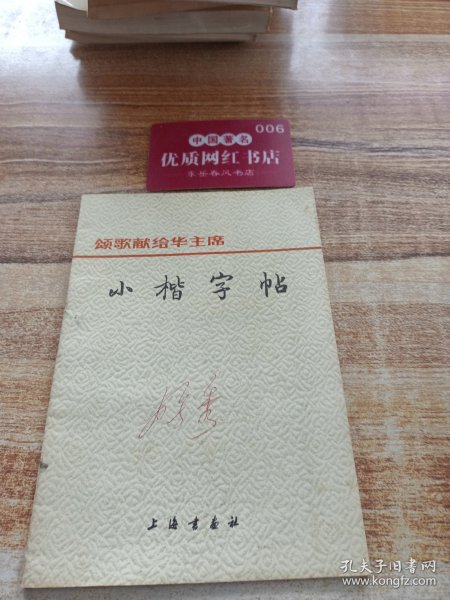 006
中国著名
优质网红书店
东岳春风书店
颂歌献给华主席
小楷字帖
上海书画社
孔夫子旧书网
www.kongfz.com